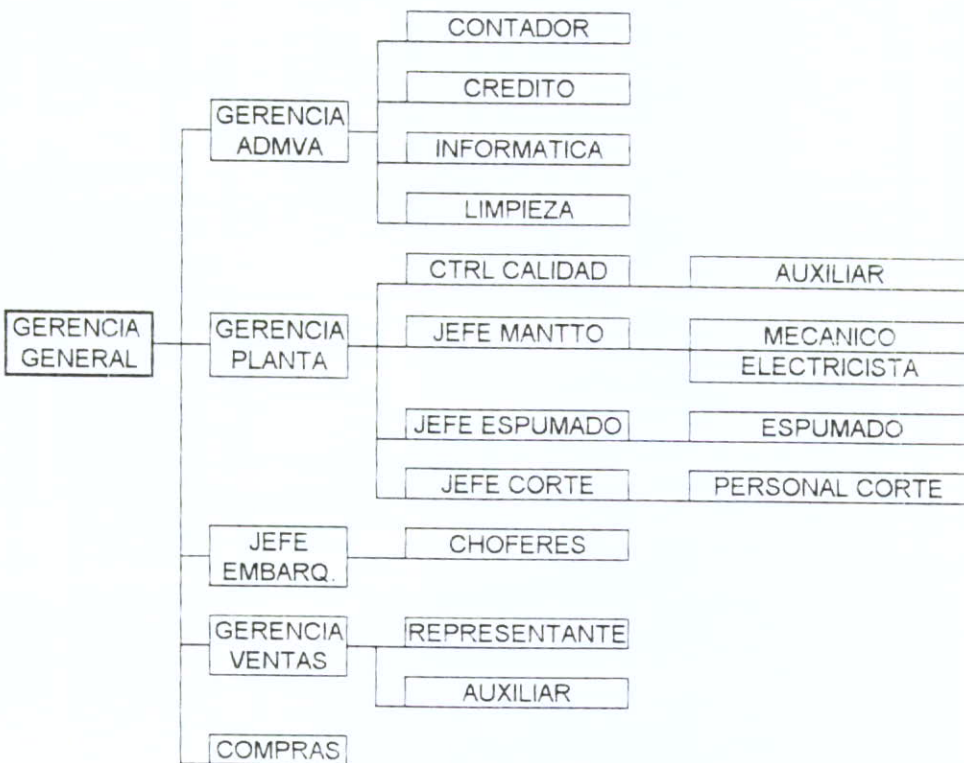 CONTADOR
CREDITO
GERENCIA
ADMVA
INFORMATICA
LIMPIEZA
CTRL CALIDAD
AUXILIAR
GERENCIA
GENERAL
GERENCIA
PLANTA
JEFE MANTTO
MECANICO
ELECTRICISTA
JEFE ESPUMADO
ESPUMADO
JEFE CORTE
PERSONAL CORTE
JEFE
EMBARQ.
CHOFERES
GERENCIA
VENTAS
REPRESENTANTE
AUXILIAR
COMPRAS